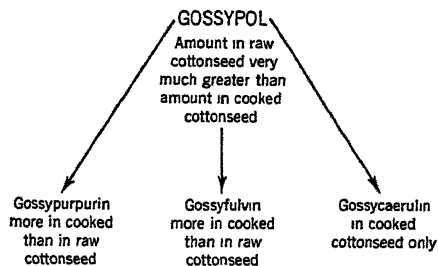 GOSSYPOL
Amount in raw
cottonseed very
much greater than
amount in cooked
cottonseed
Gossypurpurin
more in cooked
than in raw
cottonseed
Gossyfulvin
more in cooked
than in raw
cottonseed
Gossycaerulin
in cooked
cottonseed only